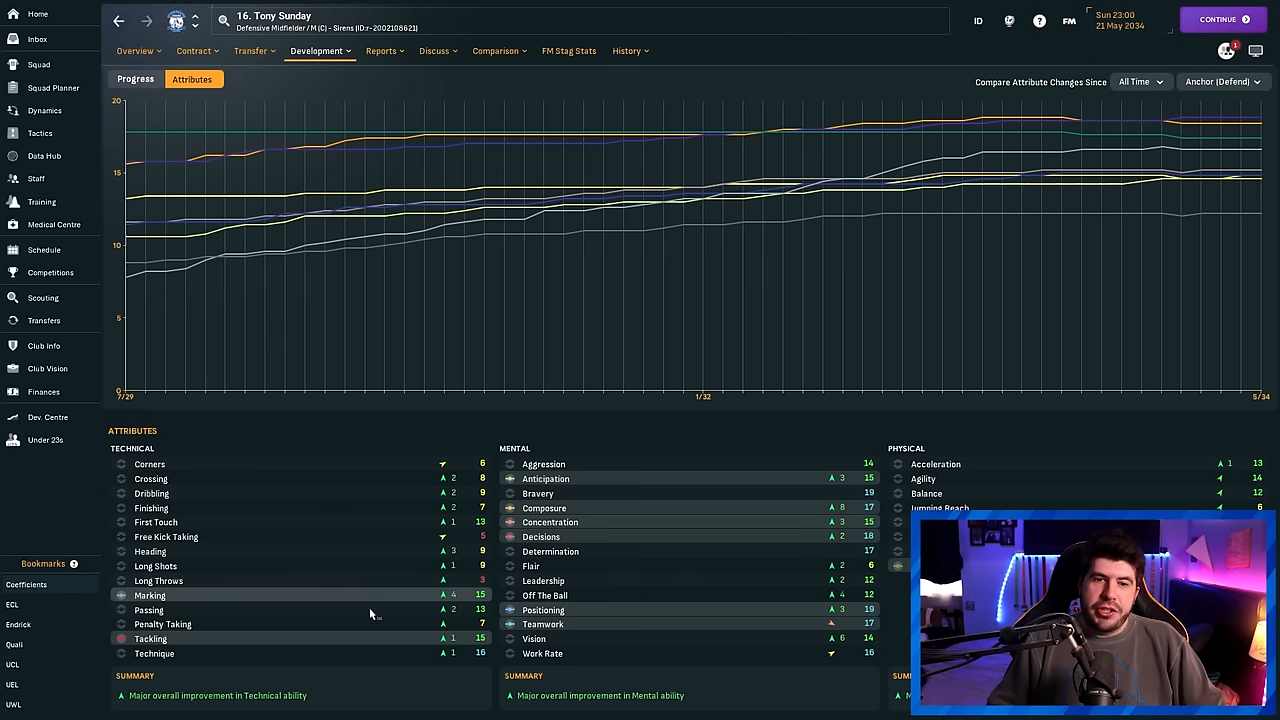 Home
Inbox
Squad
Squad Planner
Dynamics
Tactics
Data Hub
Staff
Training
Medical Centre
Schedule
Competitions
Scouting
Transfers
Club Info
Club Vision
Finances
Dev. Centre
Under 23s
Bookmarks ?
Coefficients
ECL
Endrick
Quali
UCL
UEL
UWL
16. Tony Sunday
Defensive Midfielder / M (C) - Sirens (ID:r-2002108621)
ID
?
FM
Sun 23:00
21 May 2034
CONTINUE
Overview
Contract
Transfer
Development
Reports
Discuss
Comparison
FM Stag Stats
History
1
Progress
Attributes
Compare Attribute Changes Since
All Time
Anchor (Defend)
20
15
10
5
0
7/29
1/32
5/34
ATTRIBUTES
TECHNICAL
Corners 6
Crossing 2 8
Dribbling 2 9
Finishing 2 7
First Touch 1 13
Free Kick Taking 5
Heading 3 9
Long Shots 1 9
Long Throws 3
Marking 4 15
Passing 2 13
Penalty Taking 7
Tackling 1 15
Technique 1 16
SUMMARY
Major overall improvement in Technical ability
MENTAL
Aggression 14
Anticipation 3 15
Bravery 19
Composure 8 17
Concentration 3 15
Decisions 2 18
Determination 17
Flair 2 6
Leadership 2 12
Off The Ball 4 12
Positioning 3 19
Teamwork 17
Vision 6 14
Work Rate 16
SUMMARY
Major overall improvement in Mental ability
PHYSICAL
Acceleration 1 13
Agility 14
Balance 12
Jumping Reach 6